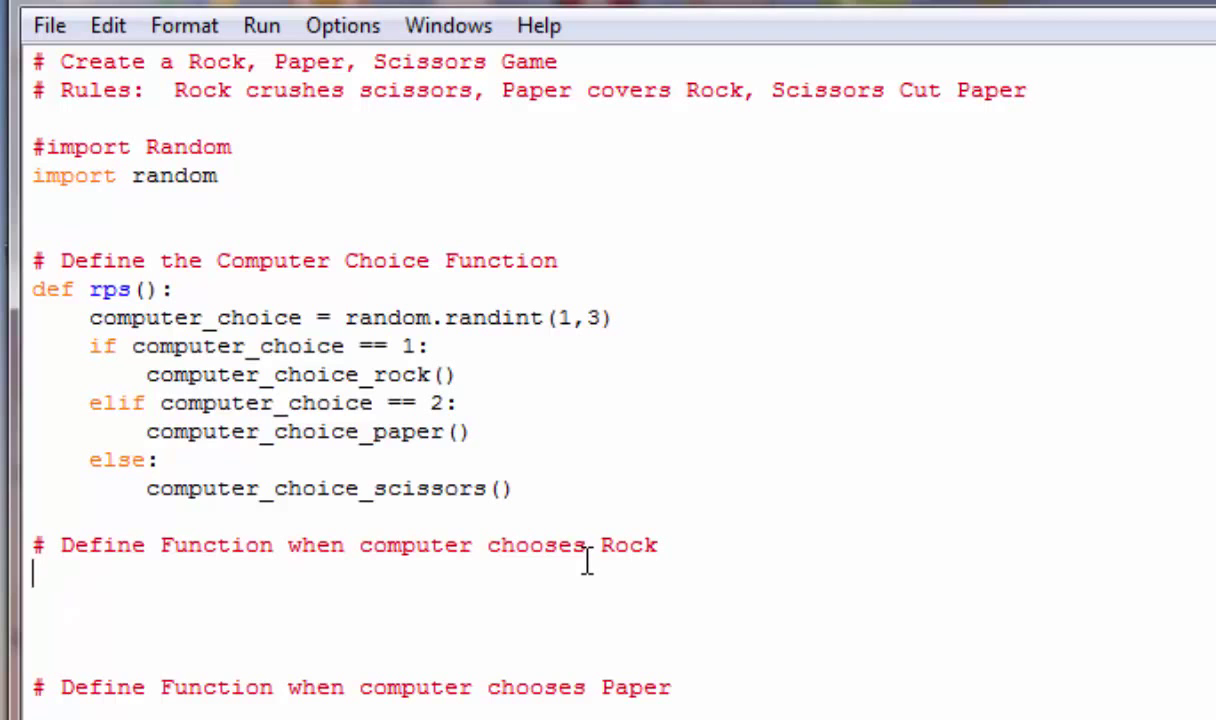 File Edit Format Run Options Windows Help
# Create a Rock, Paper, Scissors Game
# Rules:  Rock crushes scissors, Paper covers Rock, Scissors Cut Paper
#import Random
import random
# Define the Computer Choice Function
def rps():
    computer_choice = random.randint(1,3)
    if computer_choice == 1:
        computer_choice_rock()
    elif computer_choice == 2:
        computer_choice_paper()
    else:
        computer_choice_scissors()
# Define Function when computer chooses Rock
# Define Function when computer chooses Paper